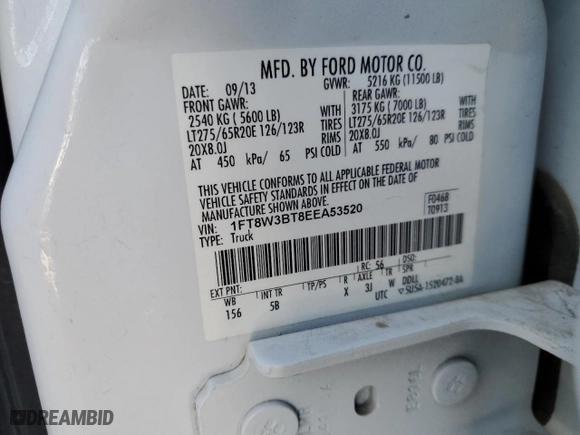 MFD. BY FORD MOTOR CO.
DATE: 09/13 GVWR: 5216 KG (11500 LB)
FRONT GAWR: REAR GAWR:
2540 KG ( 5600 LB) WITH 3175 KG ( 7000 LB) WITH
LT275/65R20E 126/123R TIRES LT275/65R20E 126/123R TIRES
20X8.0J RIMS 20X8.0J RIMS
AT 450 kPa/ 65 PSI COLD AT 550 kPa/ 80 PSI COLD
THIS VEHICLE CONFORMS TO ALL APPLICABLE FEDERAL MOTOR
VEHICLE SAFETY STANDARDS IN EFFECT ON THE DATE OF
MANUFACTURE SHOWN ABOVE.
VIN: 1FT8W3BT8EEA53520 F0468
TYPE: Truck T0913
EXT PNT: RC: 56 DSO:
WB INT TR TP/PS R AXLE TR SPR
156 5B X 3J W DDLL
UTC
DREAMBID